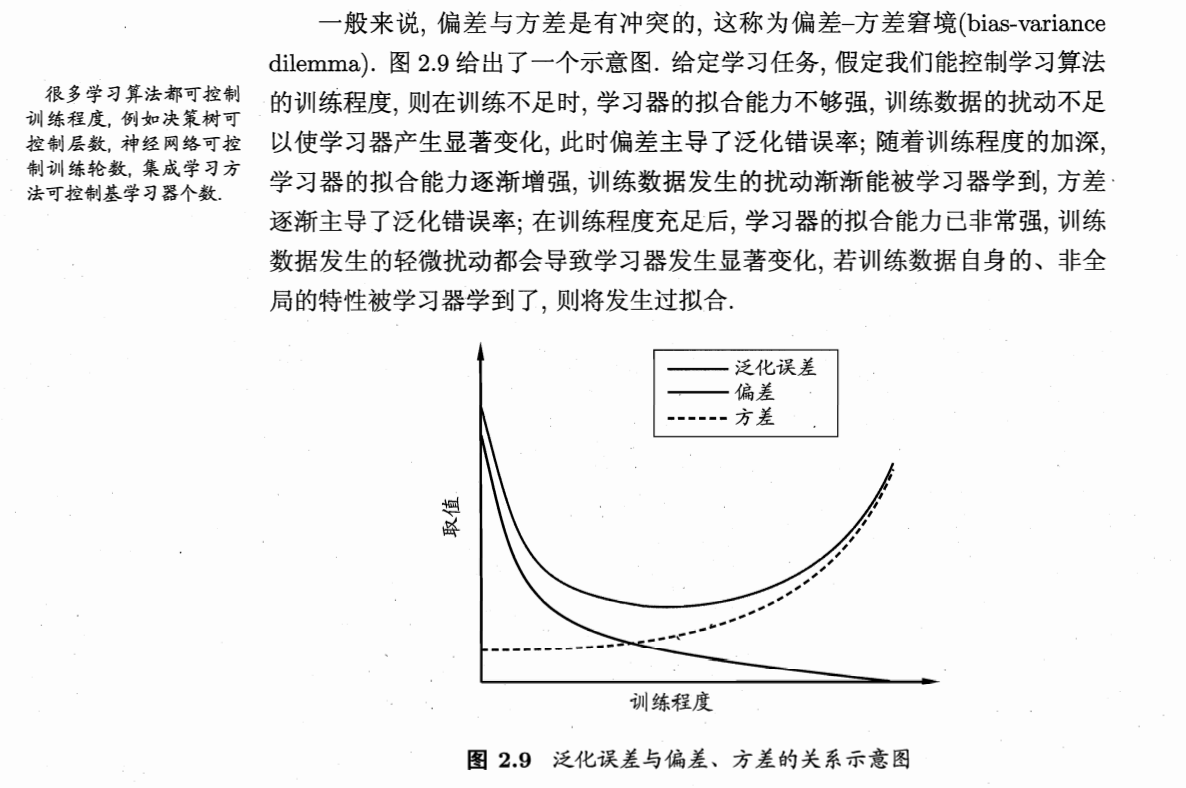 一般来说, 偏差与方差是有冲突的, 这称为偏差–方差窘境(bias-variance
dilemma). 图 2.9 给出了一个示意图. 给定学习任务, 假定我们能控制学习算法
的训练程度, 则在训练不足时, 学习器的拟合能力不够强, 训练数据的扰动不足
以使学习器产生显著变化, 此时偏差主导了泛化错误率; 随着训练程度的加深,
学习器的拟合能力逐渐增强, 训练数据发生的扰动渐渐能被学习器学到, 方差
逐渐主导了泛化错误率; 在训练程度充足后, 学习器的拟合能力已非常强, 训练
数据发生的轻微扰动都会导致学习器发生显著变化, 若训练数据自身的、非全
局的特性被学习器学到了, 则将发生过拟合.
很多学习算法都可控制
训练程度, 例如决策树可
控制层数, 神经网络可控
制训练轮数, 集成学习方
法可控制基学习器个数.
泛化误差
偏差
方差
取值
训练程度
图 2.9 泛化误差与偏差、方差的关系示意图